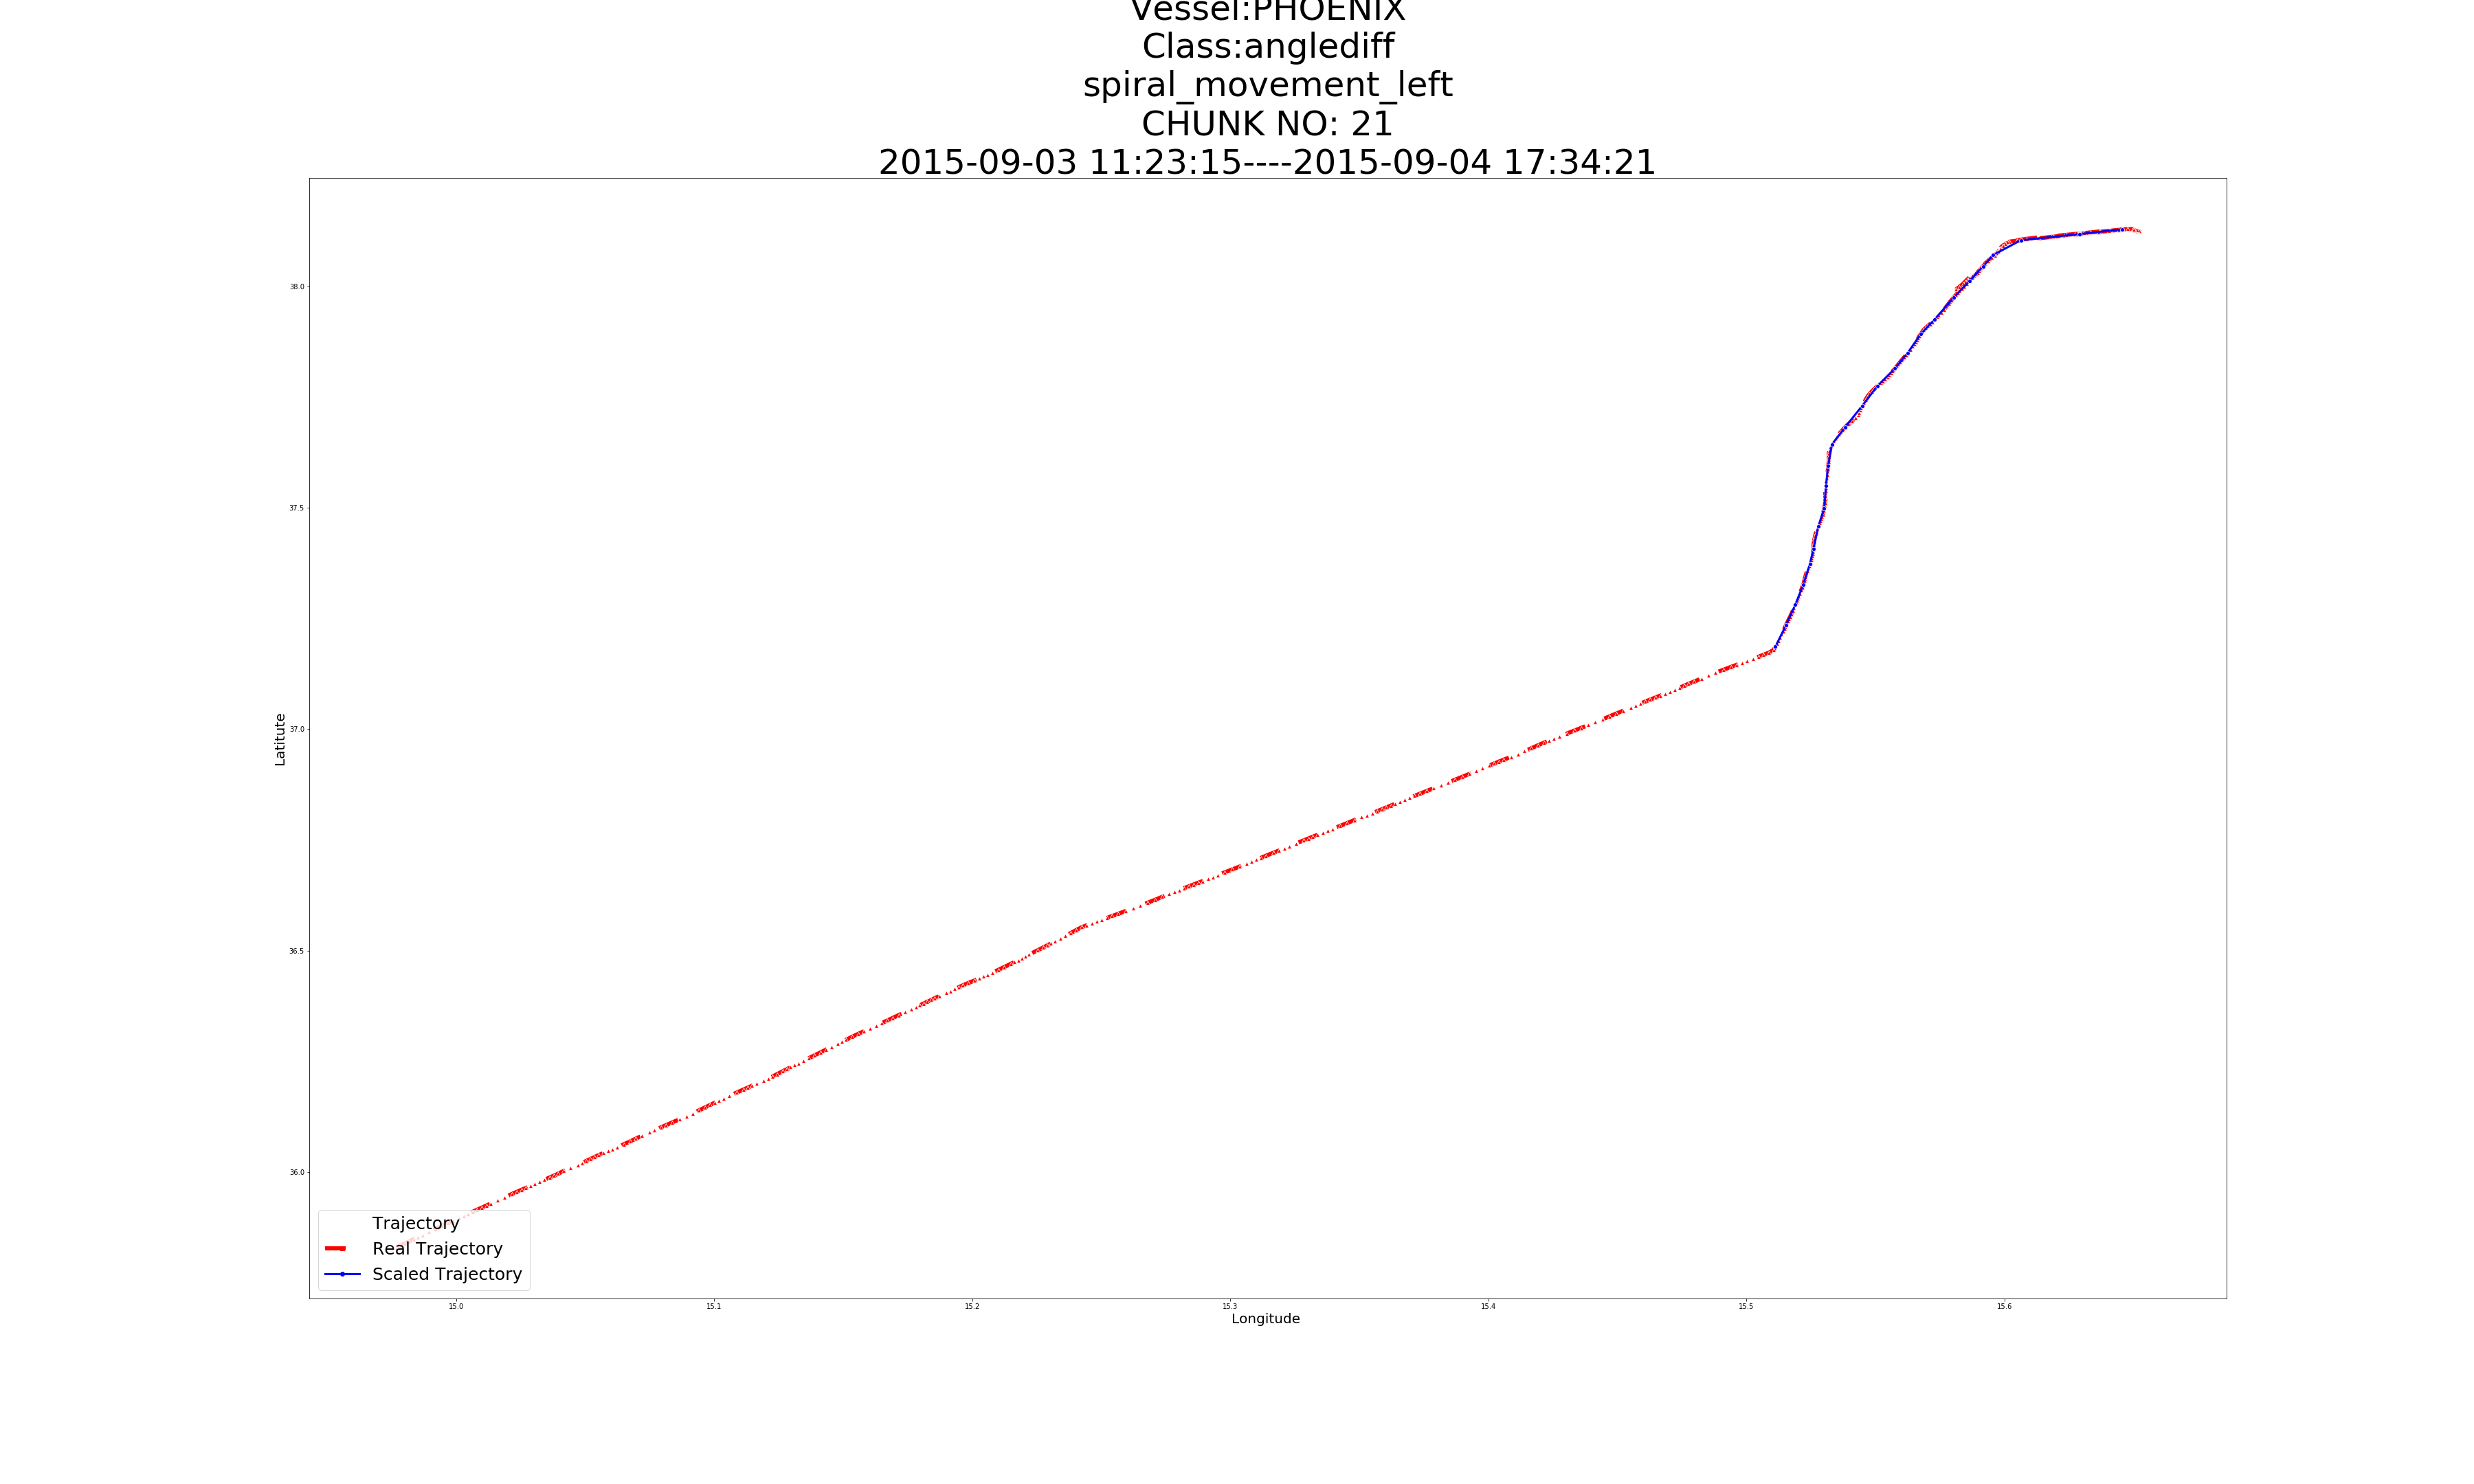 Vessel:PHOENIX
Class:anglediff
spiral_movement_left
CHUNK NO: 21
2015-09-03 11:23:15----2015-09-04 17:34:21
38.0
37.5
37.0
36.5
36.0
Latitute
Trajectory
Real Trajectory
Scaled Trajectory
15.0
15.1
15.2
15.3
15.4
15.5
15.6
Longitude